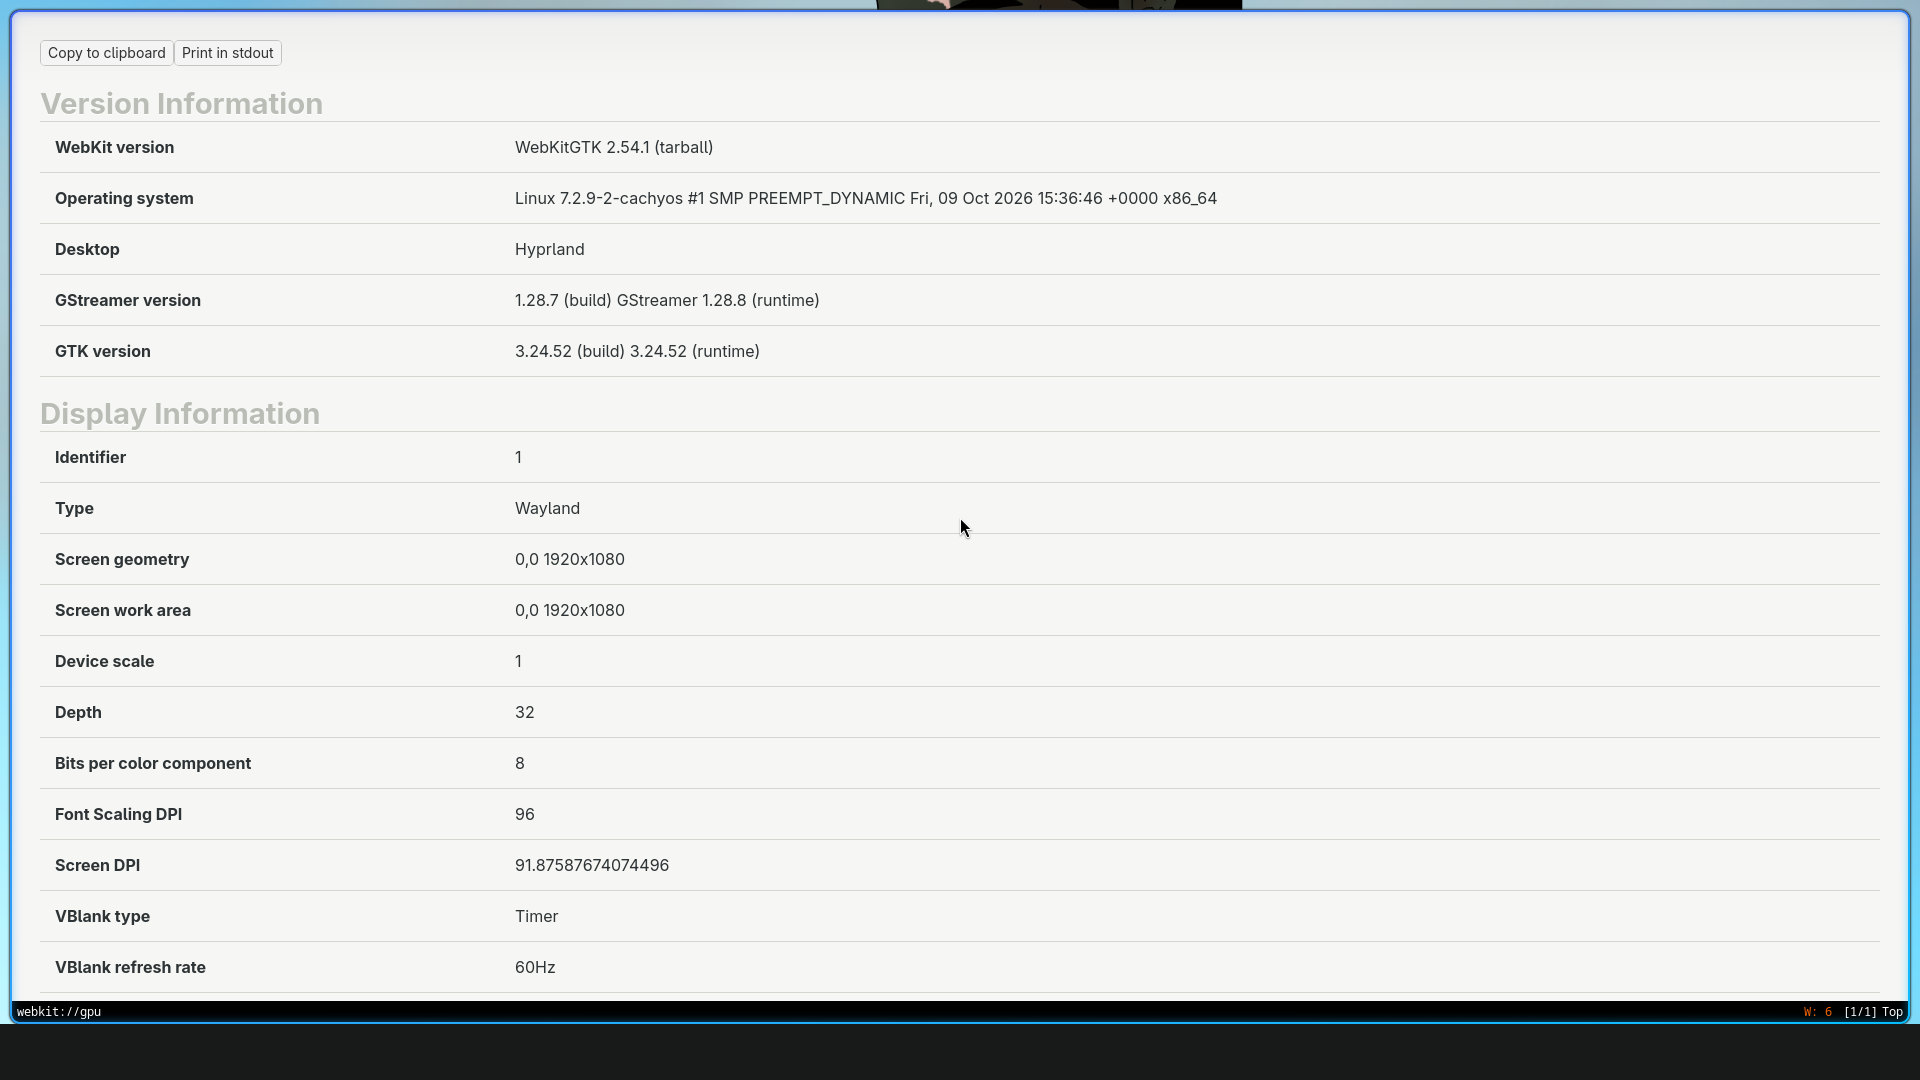 Copy to clipboard Print in stdout
Version Information
WebKit version WebKitGTK 2.54.1 (tarball)
Operating system Linux 7.2.9-2-cachyos #1 SMP PREEMPT_DYNAMIC Fri, 09 Oct 2026 15:36:46 +0000 x86_64
Desktop Hyprland
GStreamer version 1.28.7 (build) GStreamer 1.28.8 (runtime)
GTK version 3.24.52 (build) 3.24.52 (runtime)
Display Information
Identifier 1
Type Wayland
Screen geometry 0,0 1920x1080
Screen work area 0,0 1920x1080
Device scale 1
Depth 32
Bits per color component 8
Font Scaling DPI 96
Screen DPI 91.87587674074496
VBlank type Timer
VBlank refresh rate 60Hz
webkit://gpu W: 6 [1/1] Top